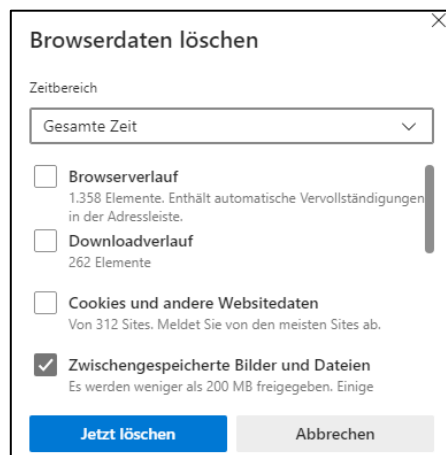 Browserdaten löschen
Zeitbereich
Gesamte Zeit
Browserverlauf
1.358 Elemente. Enthält automatische Vervollständigungen
in der Adressleiste.
Downloadverlauf
262 Elemente
Cookies und andere Websitedaten
Von 312 Sites. Meldet Sie von den meisten Sites ab.
Zwischengespeicherte Bilder und Dateien
Es werden weniger als 200 MB freigegeben. Einige
Jetzt löschen
Abbrechen